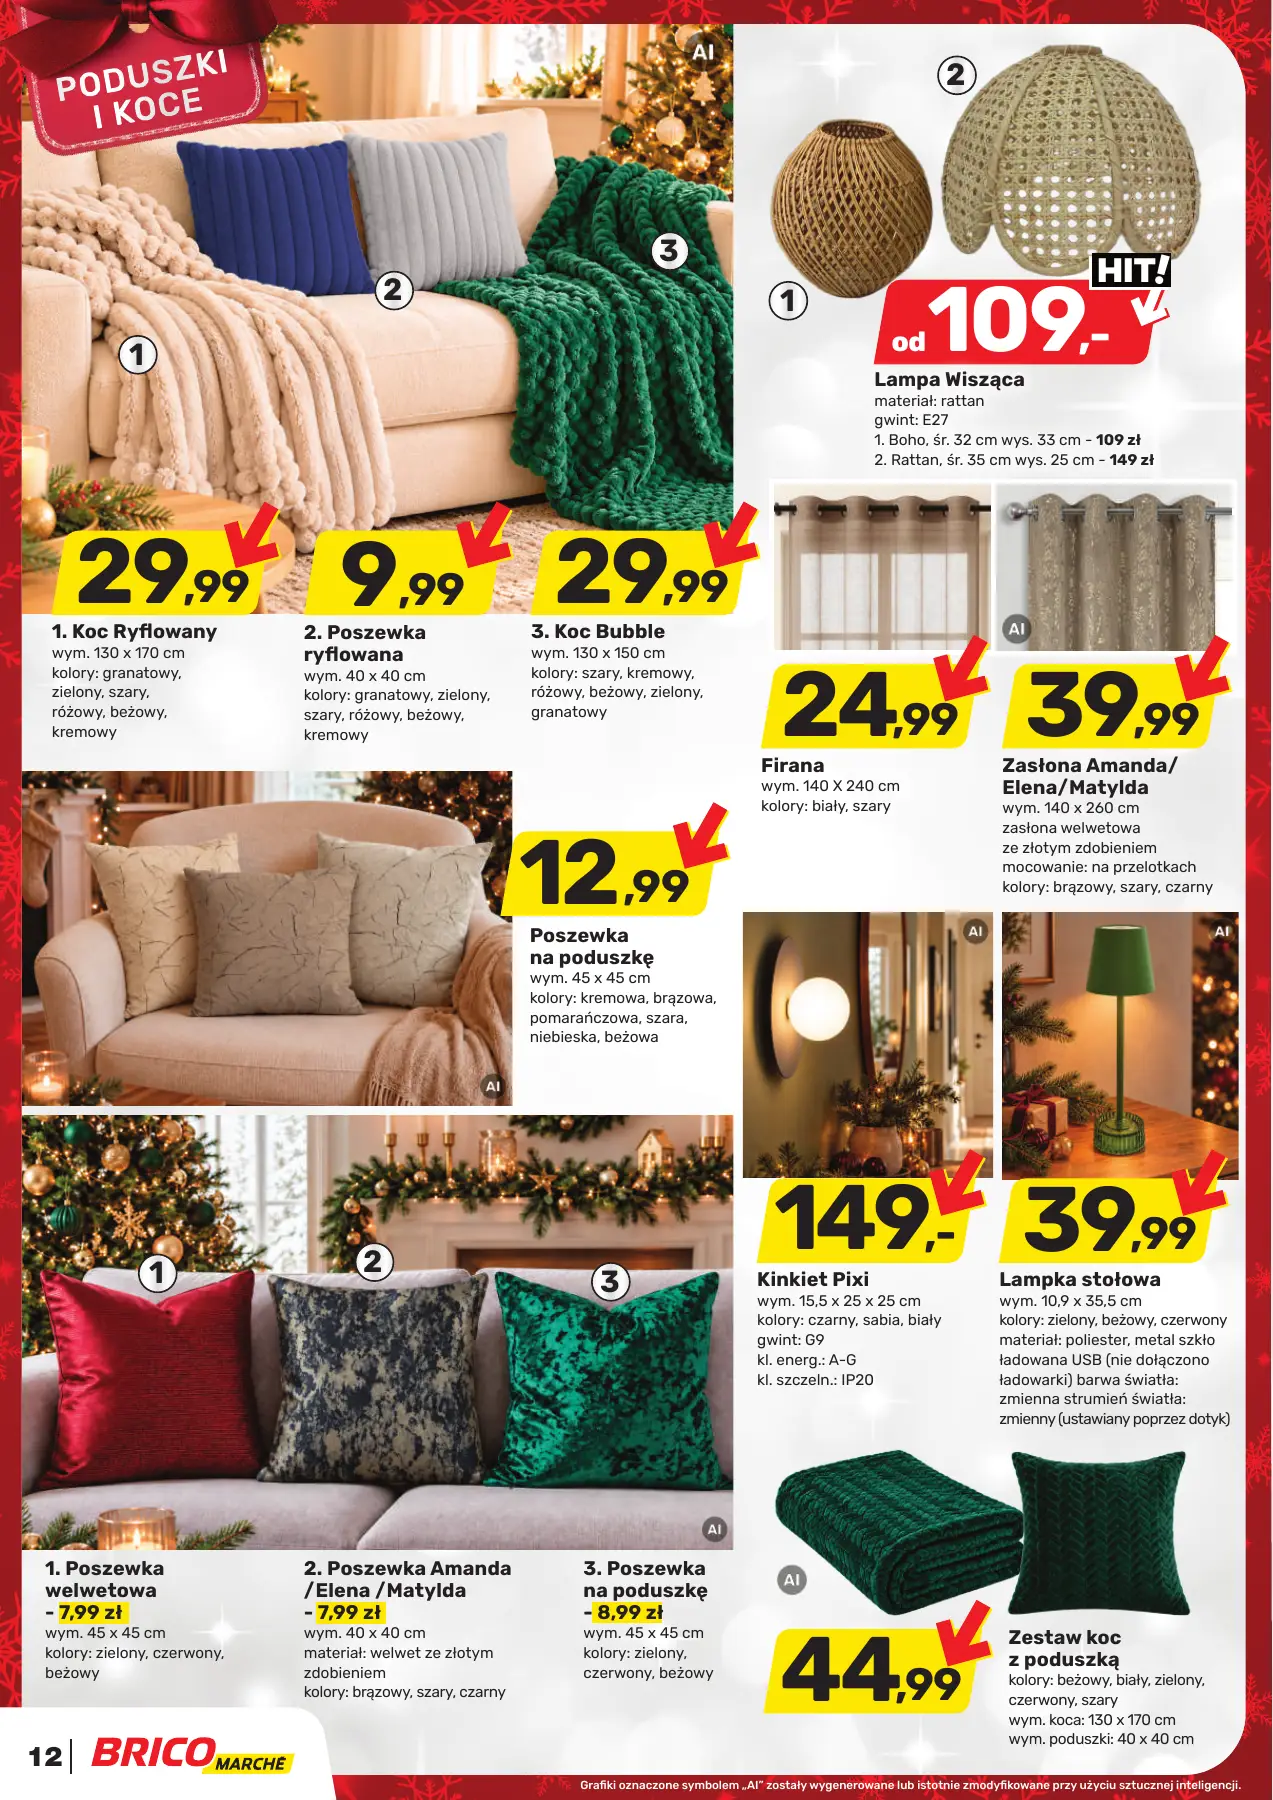 PODUSZKI
I KOCE
AI
1
2
3
29,99
1. Koc Ryflowany
wym. 130 x 170 cm
kolory: granatowy,
zielony, szary,
różowy, beżowy,
kremowy
9,99
2. Poszewka
ryflowana
wym. 40 x 40 cm
kolory: granatowy, zielony,
szary, różowy, beżowy,
kremowy
29,99
3. Koc Bubble
wym. 130 x 150 cm
kolory: szary, kremowy,
różowy, beżowy, zielony,
granatowy
2
1
HIT!
od 109,-
Lampa Wisząca
materiał: rattan
gwint: E27
1. Boho, śr. 32 cm wys. 33 cm - 109 zł
2. Rattan, śr. 35 cm wys. 25 cm - 149 zł
24,99
Firana
wym. 140 X 240 cm
kolory: biały, szary
AI
39,99
Zasłona Amanda/
Elena/Matylda
wym. 140 x 260 cm
zasłona welwetowa
ze złotym zdobieniem
mocowanie: na przelotkach
kolory: brązowy, szary, czarny
AI
12,99
Poszewka
na poduszkę
wym. 45 x 45 cm
kolory: kremowa, brązowa,
pomarańczowa, szara,
niebieska, beżowa
AI
149,-
Kinkiet Pixi
wym. 15,5 x 25 x 25 cm
kolory: czarny, sabia, biały
gwint: G9
kl. energ.: A-G
kl. szczeln.: IP20
AI
39,99
Lampka stołowa
wym. 10,9 x 35,5 cm
kolory: zielony, beżowy, czerwony
materiał: poliester, metal szkło
ładowana USB (nie dołączono
ładowarki) barwa światła:
zmienna strumień światła:
zmienny (ustawiany poprzez dotyk)
1
2
3
AI
1. Poszewka
welwetowa
- 7,99 zł
wym. 45 x 45 cm
kolory: zielony, czerwony,
beżowy
2. Poszewka Amanda
/Elena /Matylda
- 7,99 zł
wym. 40 x 40 cm
materiał: welwet ze złotym
zdobieniem
kolory: brązowy, szary, czarny
3. Poszewka
na poduszkę
- 8,99 zł
wym. 45 x 45 cm
kolory: zielony,
czerwony, beżowy
AI
44,99
Zestaw koc
z poduszką
kolory: beżowy, biały, zielony,
czerwony, szary
wym. koca: 130 x 170 cm
wym. poduszki: 40 x 40 cm
12
BRICO
MARCHÉ
Grafiki oznaczone symbolem „AI” zostały wygenerowane lub istotnie zmodyfikowane przy użyciu sztucznej inteligencji.